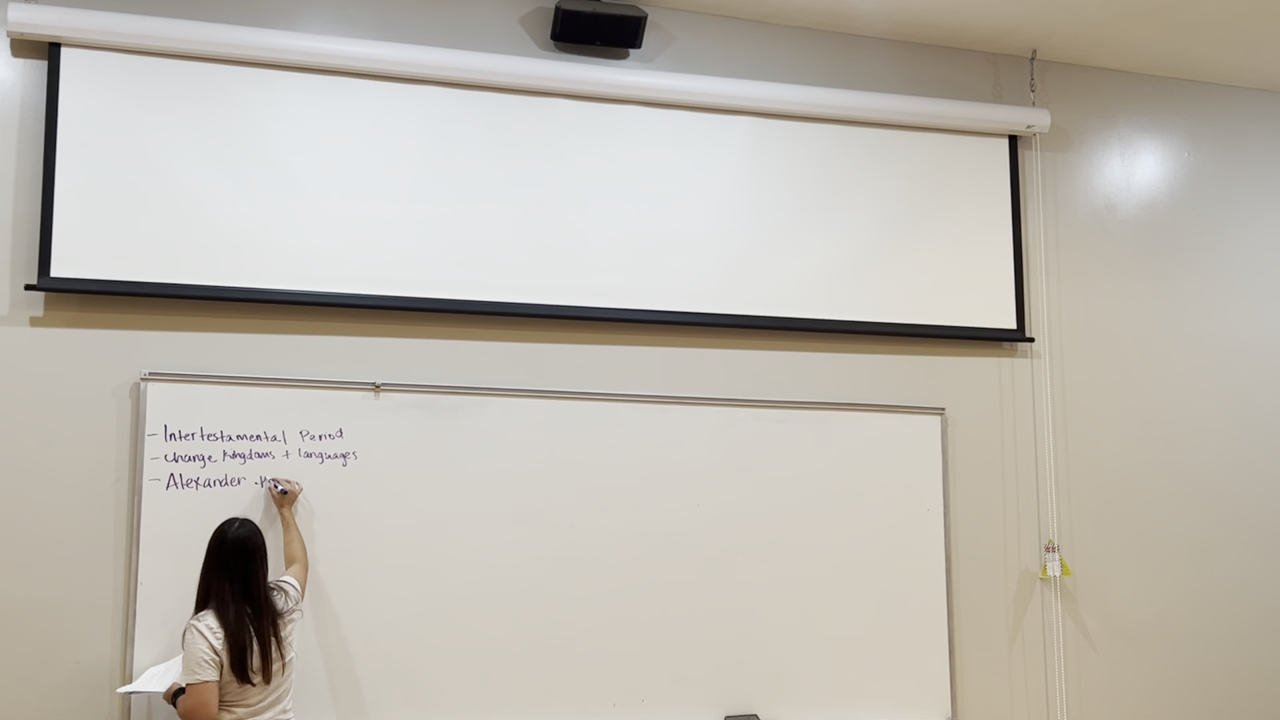 - Intertestamental Period
- Change Kingdoms + languages
- Alexander